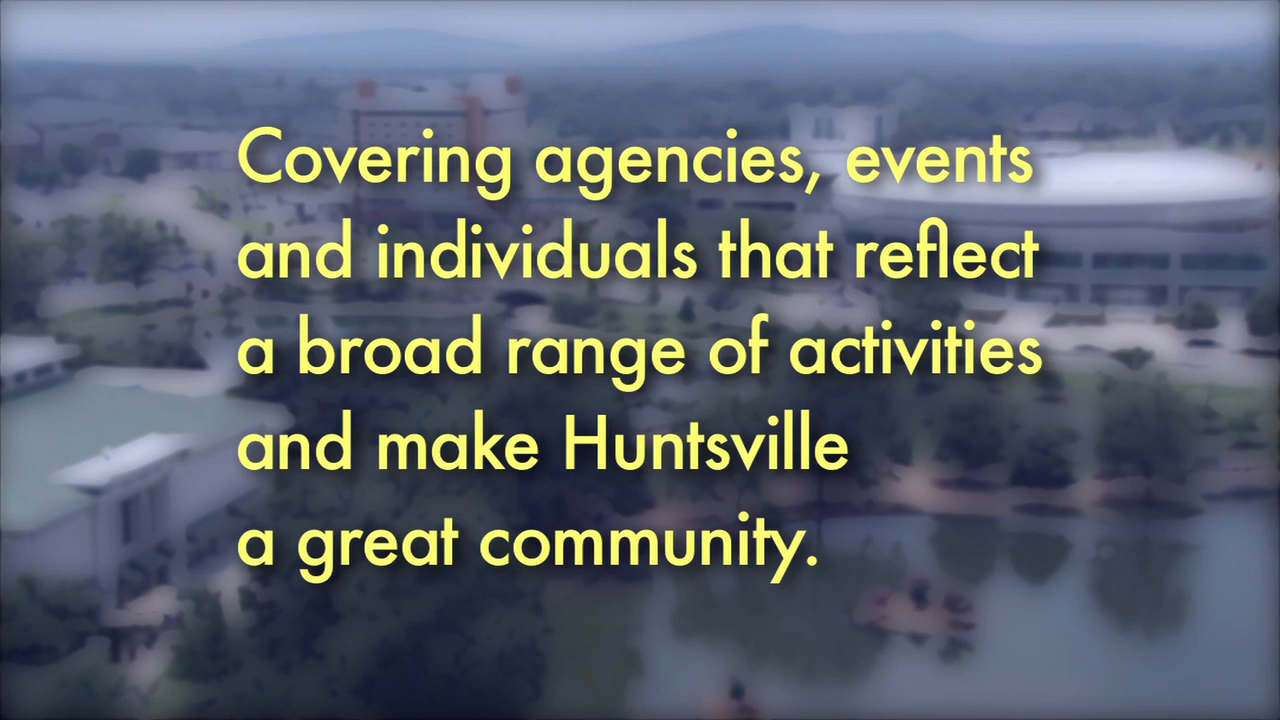 Covering agencies, events
and individuals that reflect
a broad range of activities
and make Huntsville
a great community.